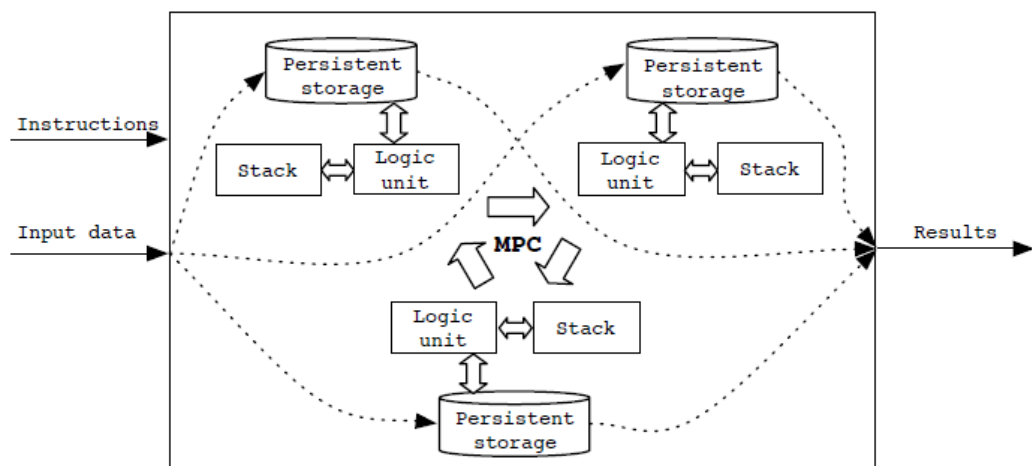 Persistent
storage
Persistent
storage
Instructions
Stack
Logic
unit
Logic
unit
Stack
Input data
MPC
Results
Logic
unit
Stack
Persistent
storage